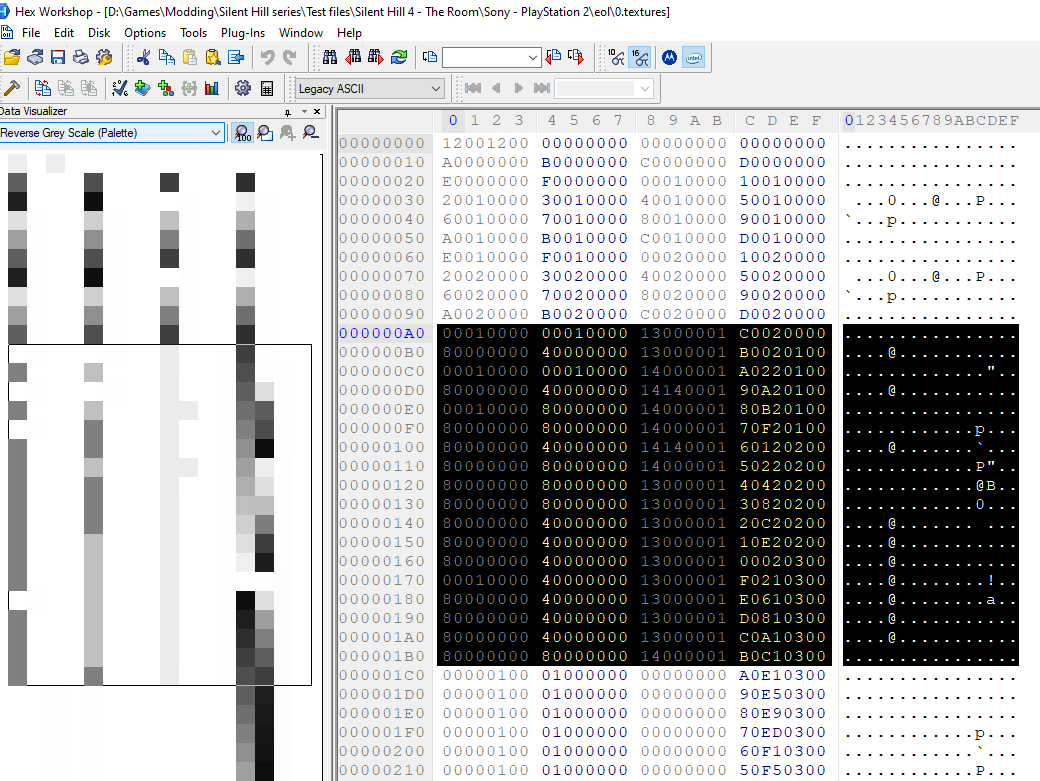 Hex Workshop - [D:\Games\Modding\Silent Hill series\Test files\Silent Hill 4 - The Room\Sony - PlayStation 2\eol\0.textures]
File Edit Disk Options Tools Plug-Ins Window Help
10 16 intel
Legacy ASCII
Data Visualizer
Reverse Grey Scale (Palette) 100
0 1 2 3 4 5 6 7 8 9 A B C D E F 0123456789ABCDEF
00000000 12001200 00000000 00000000 00000000 ................
00000010 A0000000 B0000000 C0000000 D0000000 ................
00000020 E0000000 F0000000 00010000 10010000 ................
00000030 20010000 30010000 40010000 50010000  ...0...@...P...
00000040 60010000 70010000 80010000 90010000 `...p...........
00000050 A0010000 B0010000 C0010000 D0010000 ................
00000060 E0010000 F0010000 00020000 10020000 ................
00000070 20020000 30020000 40020000 50020000  ...0...@...P...
00000080 60020000 70020000 80020000 90020000 `...p...........
00000090 A0020000 B0020000 C0020000 D0020000 ................
000000A0 00010000 00010000 13000001 C0020000 ................
000000B0 80000000 40000000 13000001 B0020100 ....@...........
000000C0 00010000 00010000 14000001 A0220100 ............."..
000000D0 80000000 40000000 14140001 90A20100 ....@...........
000000E0 00010000 80000000 14000001 80B20100 ................
000000F0 80000000 80000000 14000001 70F20100 ............p...
00000100 80000000 40000000 14140001 60120200 ....@.......`...
00000110 80000000 80000000 14000001 50220200 ............P"..
00000120 80000000 80000000 13000001 40420200 ............@B..
00000130 80000000 80000000 13000001 30820200 ............0...
00000140 80000000 40000000 13000001 20C20200 ....@....... ...
00000150 80000000 40000000 13000001 10E20200 ....@...........
00000160 80000000 40000000 13000001 00020300 ....@...........
00000170 00010000 40000000 13000001 F0210300 ....@........!..
00000180 80000000 40000000 13000001 E0610300 ....@........a..
00000190 80000000 40000000 13000001 D0810300 ....@...........
000001A0 80000000 40000000 13000001 C0A10300 ....@...........
000001B0 80000000 80000000 14000001 B0C10300 ................
000001C0 00000100 01000000 00000000 A0E10300 ................
000001D0 00000100 01000000 00000000 90E50300 ................
000001E0 00000100 01000000 00000000 80E90300 ................
000001F0 00000100 01000000 00000000 70ED0300 ............p...
00000200 00000100 01000000 00000000 60F10300 ............`...
00000210 00000100 01000000 00000000 50F50300 ............P...